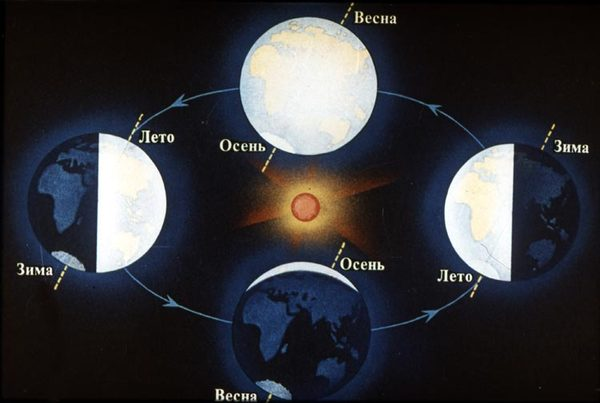 Весна
Осень
Лето
Зима
Зима
Лето
Осень
Весна